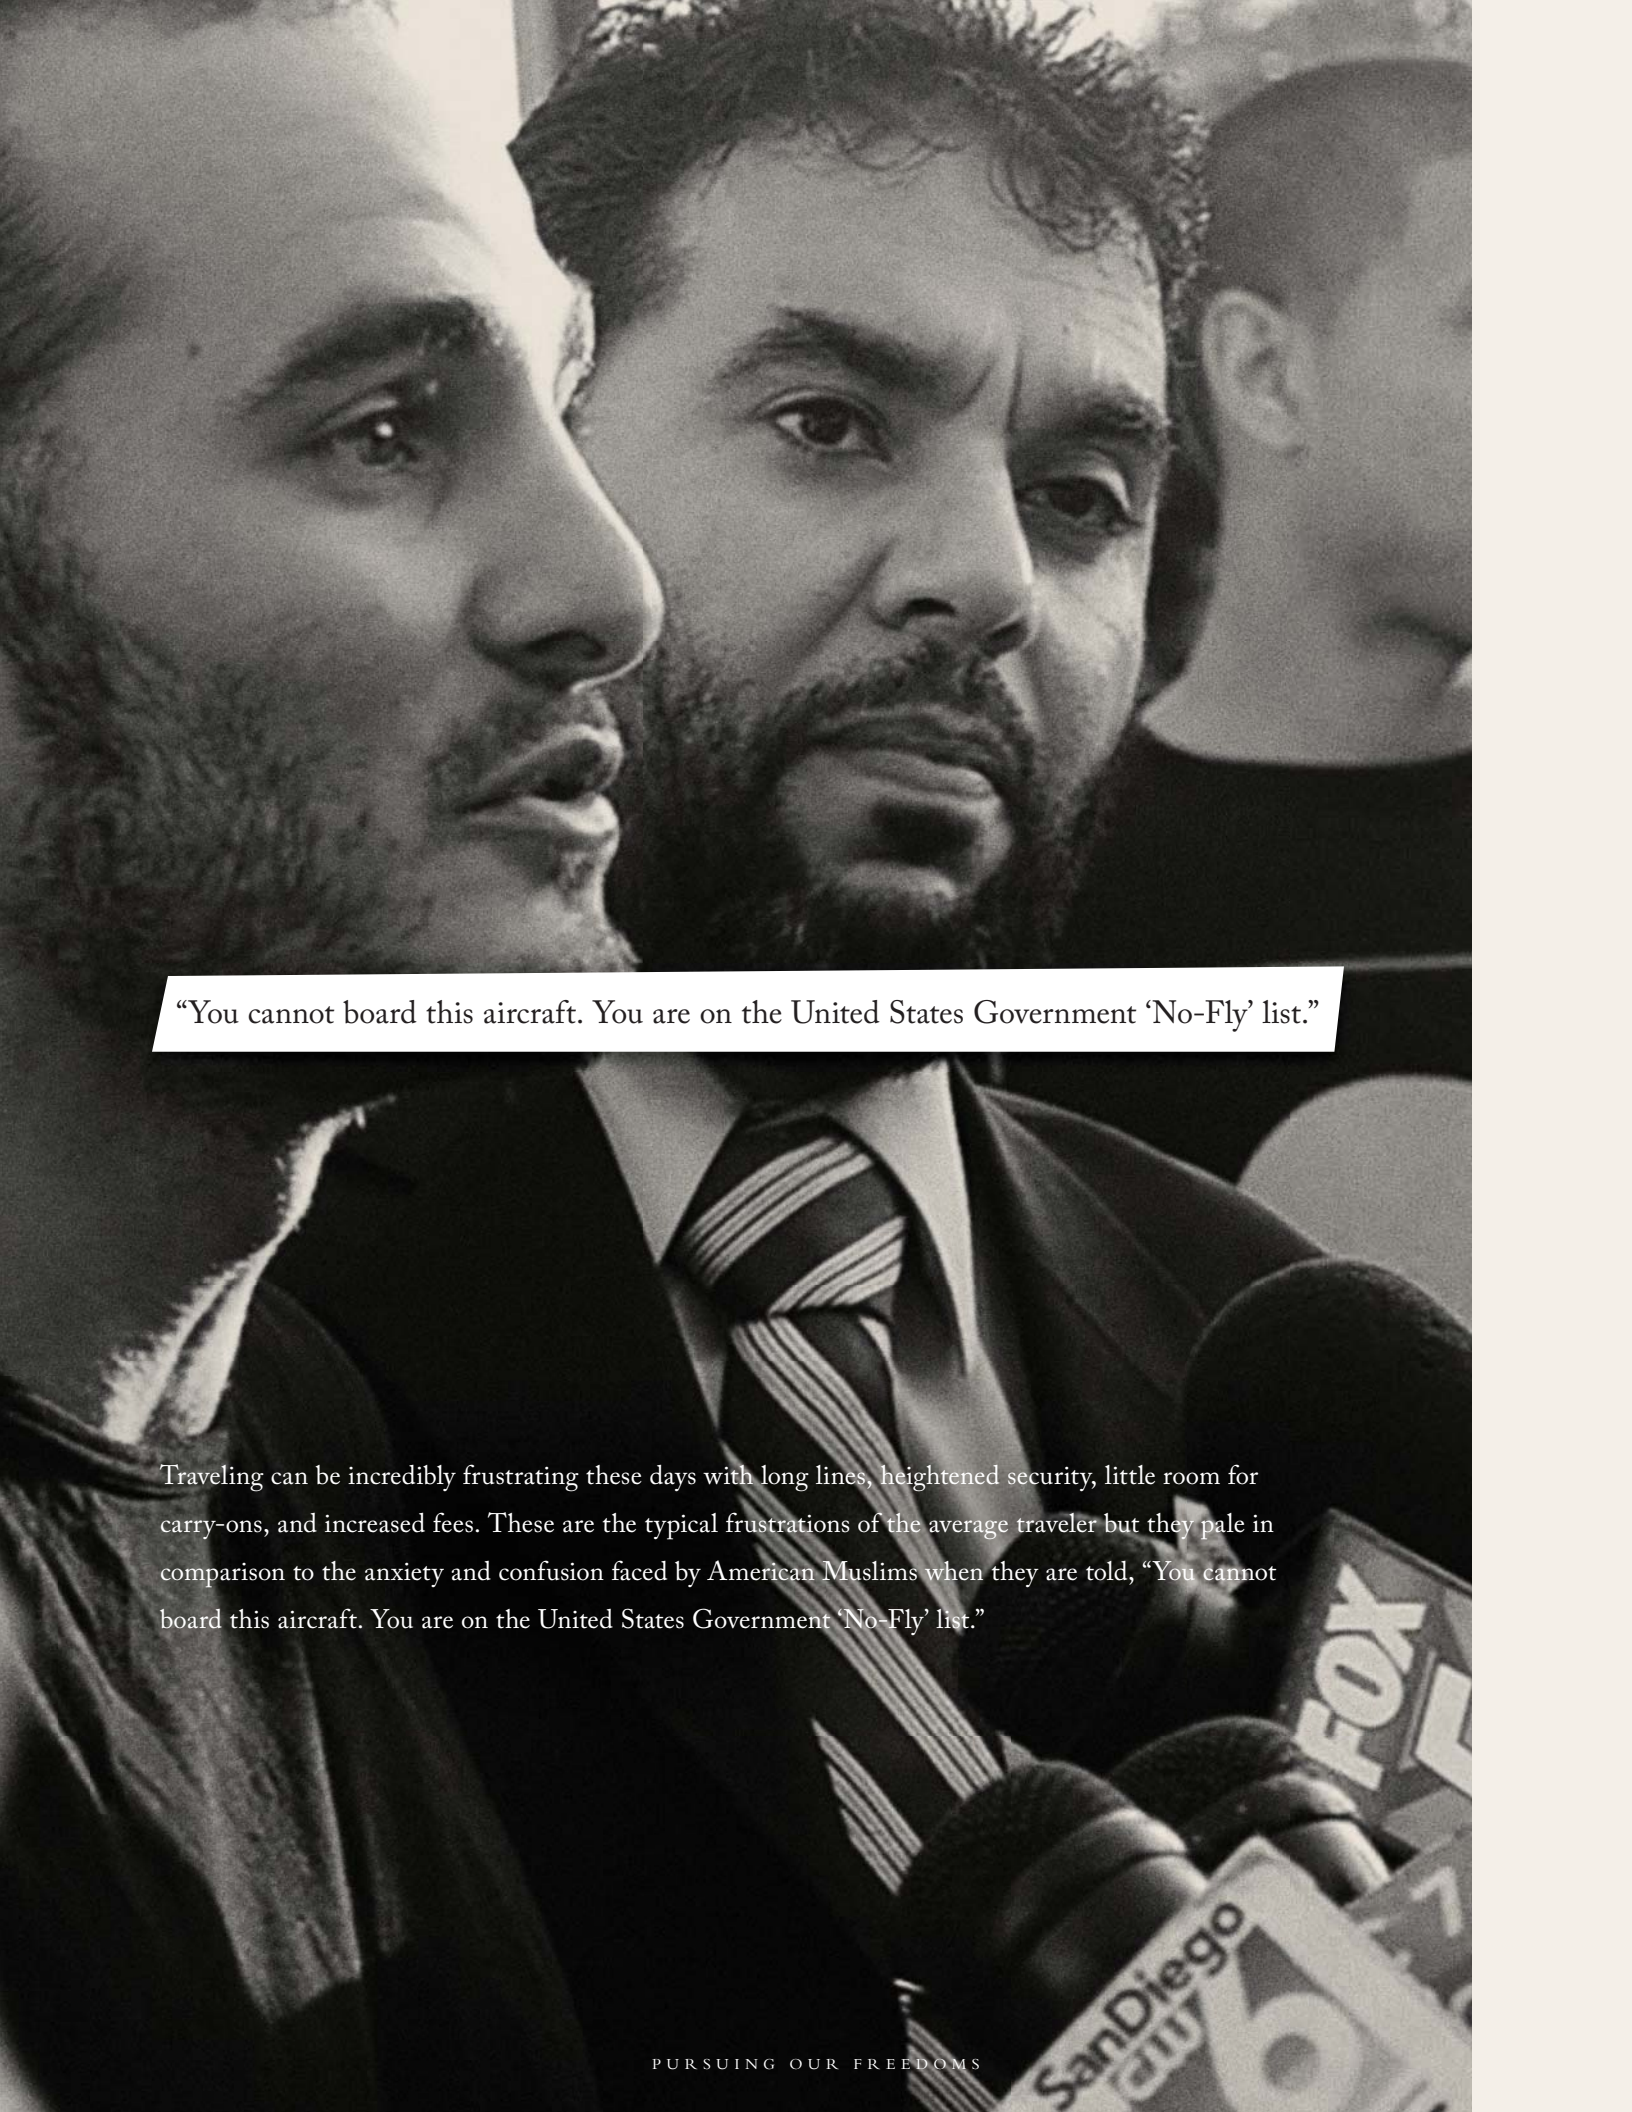 “You cannot board this aircraft. You are on the United States Government ‘No-Fly’ list.”
Traveling can be incredibly frustrating these days with long lines, heightened security, little room for
carry-ons, and increased fees. These are the typical frustrations of the average traveler but they pale in
comparison to the anxiety and confusion faced by American Muslims when they are told, “You cannot
board this aircraft. You are on the United States Government ‘No-Fly’ list.”
FOX
5
7
SanDiego
6
PURSUING OUR FREEDOMS